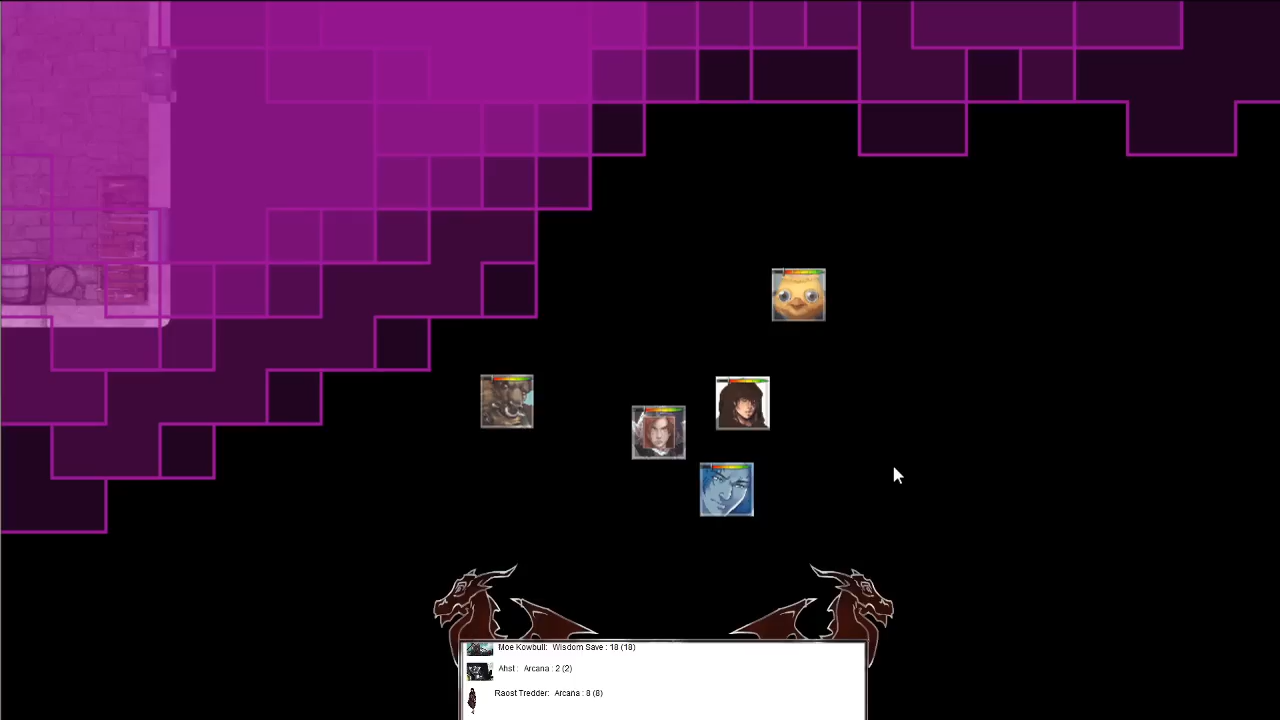 Moe Kowbull: Wisdom Save : 18 (18)
Ahst : Arcana : 2 (2)
Raost Tredder: Arcana : 8 (8)